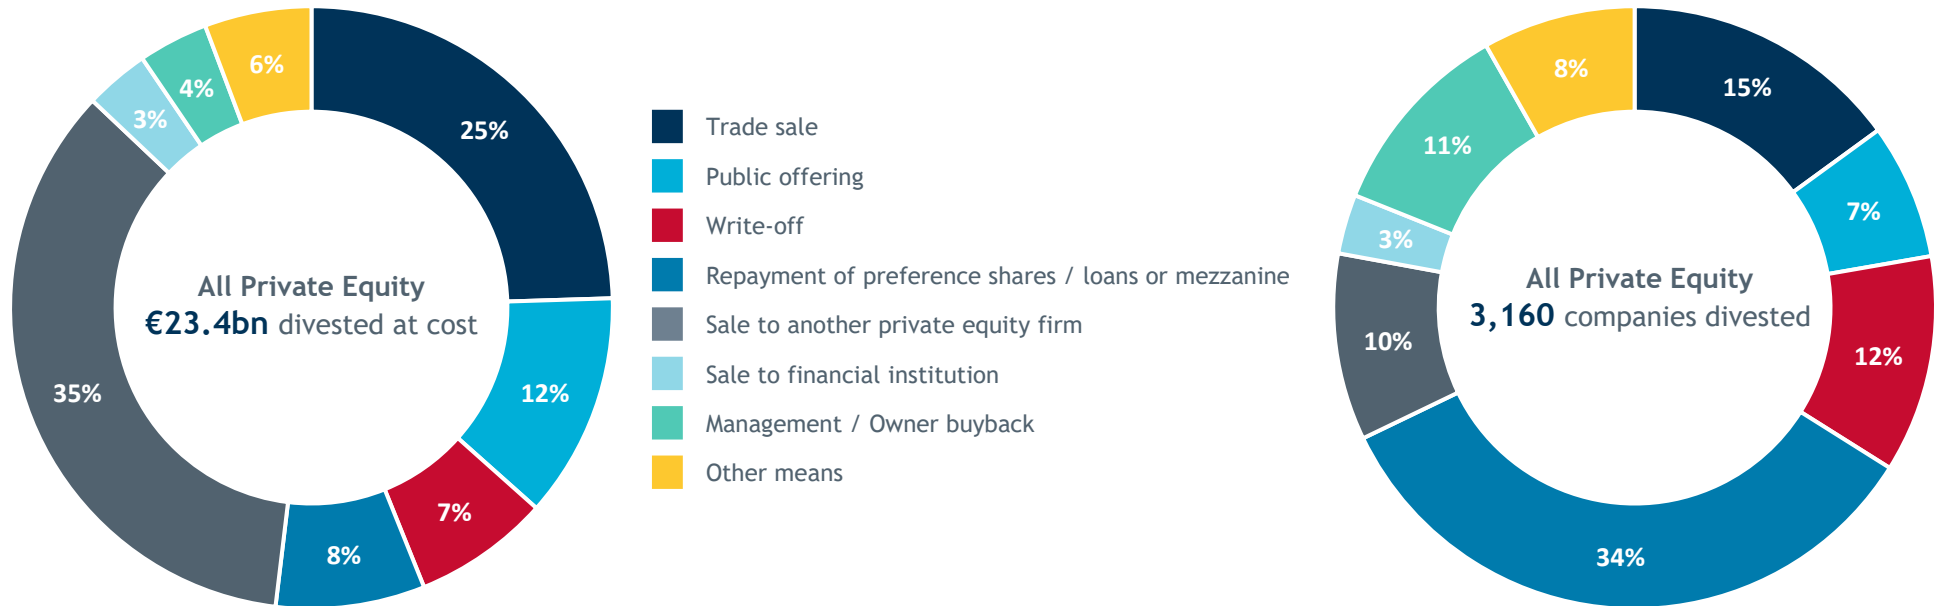 6%
4%
3%
25%
35%
12%
7%
8%
All Private Equity
€23.4bn divested at cost
Trade sale
Public offering
Write-off
Repayment of preference shares / loans or mezzanine
Sale to another private equity firm
Sale to financial institution
Management / Owner buyback
Other means
8%
15%
11%
7%
3%
10%
12%
34%
All Private Equity
3,160 companies divested